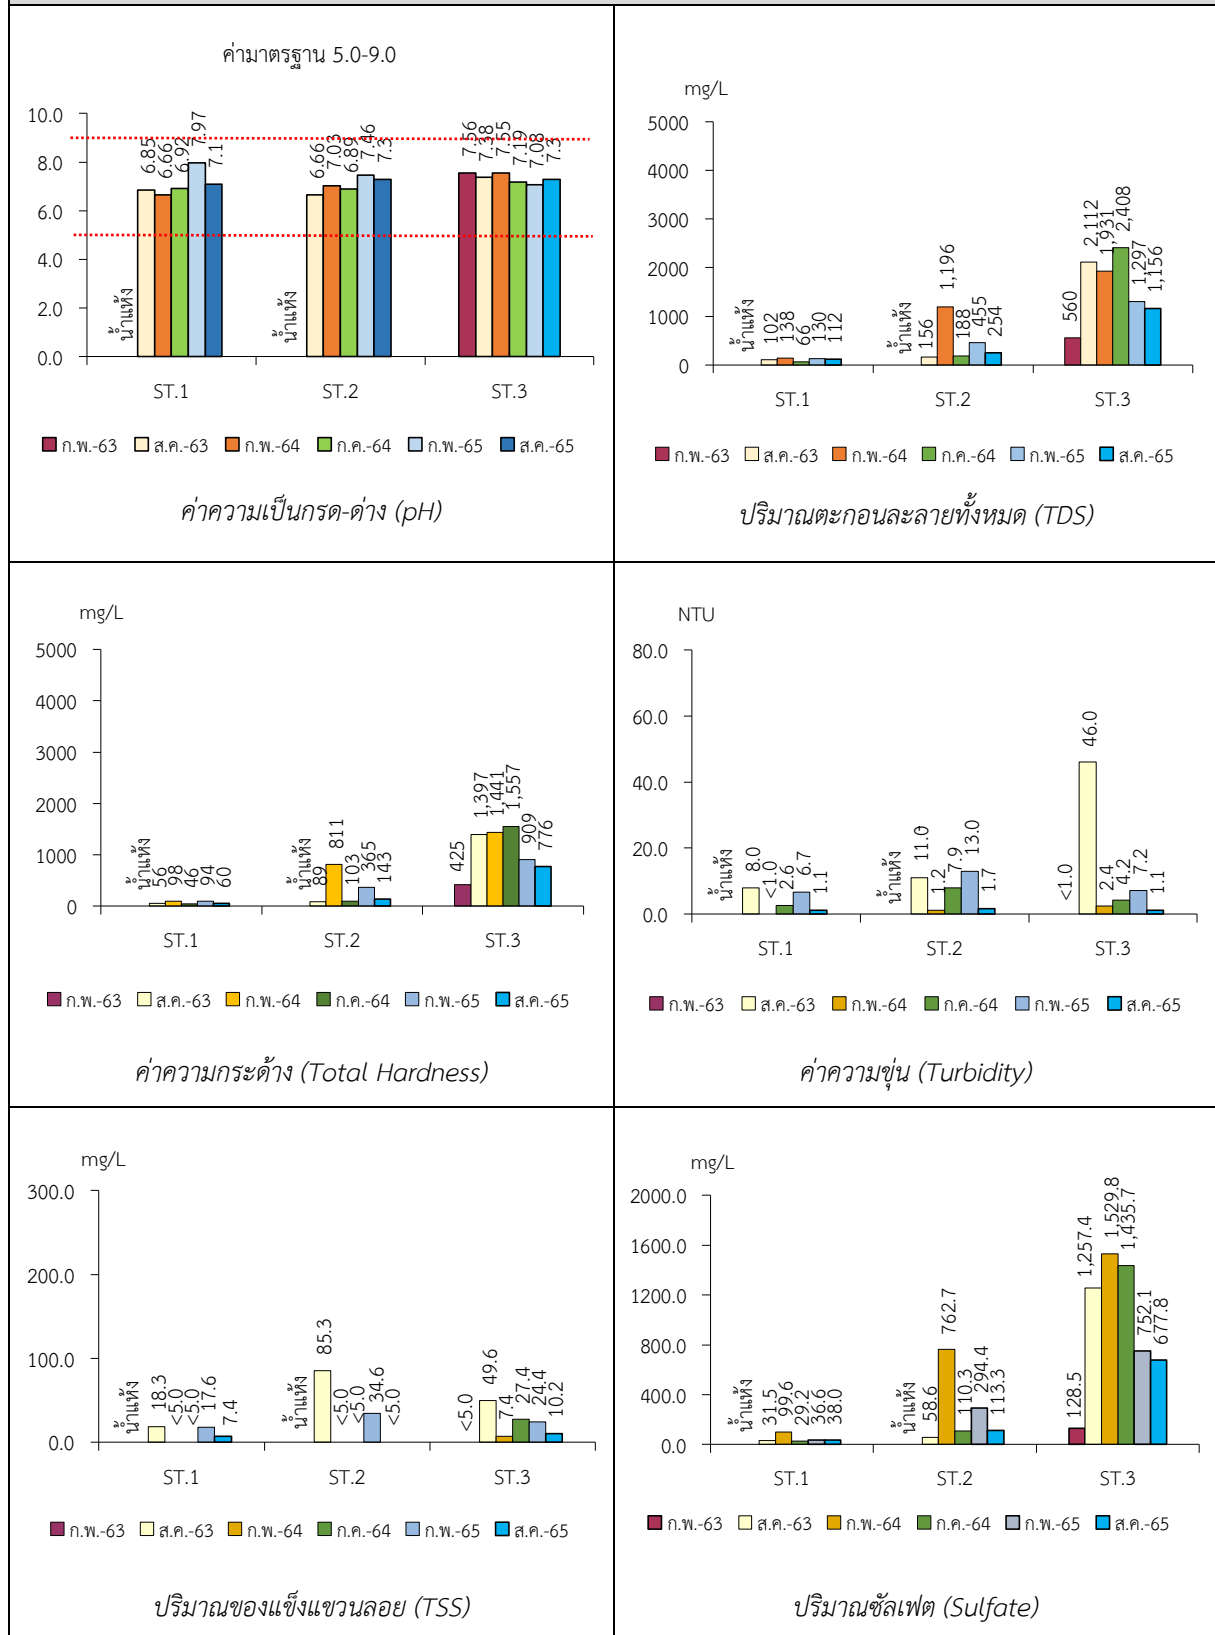 ค่ามาตรฐาน 5.0-9.0
10.0
8.0
6.0
4.0
2.0
0.0
น้ำแห้ง 6.85 6.66 6.92 7.97 7.1
น้ำแห้ง 6.66 7.03 6.89 7.46 7.3
7.56 7.38 7.55 7.19 7.08 7.3
ST.1 ST.2 ST.3
ก.พ.-63 ส.ค.-63 ก.พ.-64 ก.ค.-64 ก.พ.-65 ส.ค.-65
ค่าความเป็นกรด-ด่าง (pH)
mg/L
5000
4000
3000
2000
1000
0
น้ำแห้ง 102 138 66 130 112
น้ำแห้ง 156 1,196 188 455 254
560 2,112 1,931 2,408 1,297 1,156
ST.1 ST.2 ST.3
ก.พ.-63 ส.ค.-63 ก.พ.-64 ก.ค.-64 ก.พ.-65 ส.ค.-65
ปริมาณตะกอนละลายทั้งหมด (TDS)
mg/L
5000
4000
3000
2000
1000
0
น้ำแห้ง 56 98 46 94 60
น้ำแห้ง 89 811 103 365 143
425 1,397 1,441 1,557 909 776
ST.1 ST.2 ST.3
ก.พ.-63 ส.ค.-63 ก.พ.-64 ก.ค.-64 ก.พ.-65 ส.ค.-65
ค่าความกระด้าง (Total Hardness)
NTU
80.0
60.0
40.0
20.0
0.0
น้ำแห้ง 8.0 <1.0 2.6 6.7 1.1
น้ำแห้ง 11.0 1.2 7.9 13.0 1.7
<1.0 46.0 2.4 4.2 7.2 1.1
ST.1 ST.2 ST.3
ก.พ.-63 ส.ค.-63 ก.พ.-64 ก.ค.-64 ก.พ.-65 ส.ค.-65
ค่าความขุ่น (Turbidity)
mg/L
300.0
200.0
100.0
0.0
น้ำแห้ง 18.3 <5.0 <5.0 17.6 7.4
น้ำแห้ง 85.3 <5.0 <5.0 34.6 <5.0
<5.0 49.6 7.4 27.4 24.4 10.2
ST.1 ST.2 ST.3
ก.พ.-63 ส.ค.-63 ก.พ.-64 ก.ค.-64 ก.พ.-65 ส.ค.-65
ปริมาณของแข็งแขวนลอย (TSS)
mg/L
2000.0
1600.0
1200.0
800.0
400.0
0.0
น้ำแห้ง 31.5 99.6 29.2 36.6 38.0
น้ำแห้ง 58.6 762.7 110.3 294.4 113.3
128.5 1,257.4 1,529.8 1,435.7 752.1 677.8
ST.1 ST.2 ST.3
ก.พ.-63 ส.ค.-63 ก.พ.-64 ก.ค.-64 ก.พ.-65 ส.ค.-65
ปริมาณซัลเฟต (Sulfate)